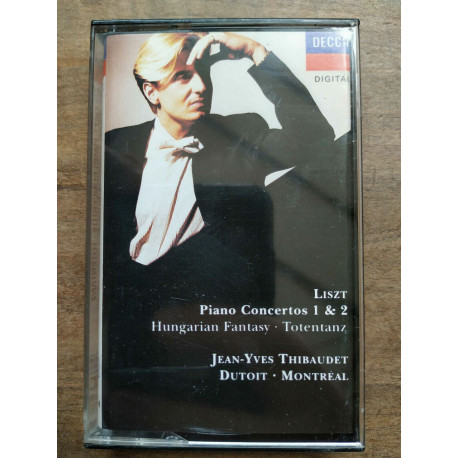 DECCA
DIGITAL
LISZT
Piano Concertos 1 & 2
Hungarian Fantasy · Totentanz
JEAN-YVES THIBAUDET
DUTOIT · MONTRÉAL